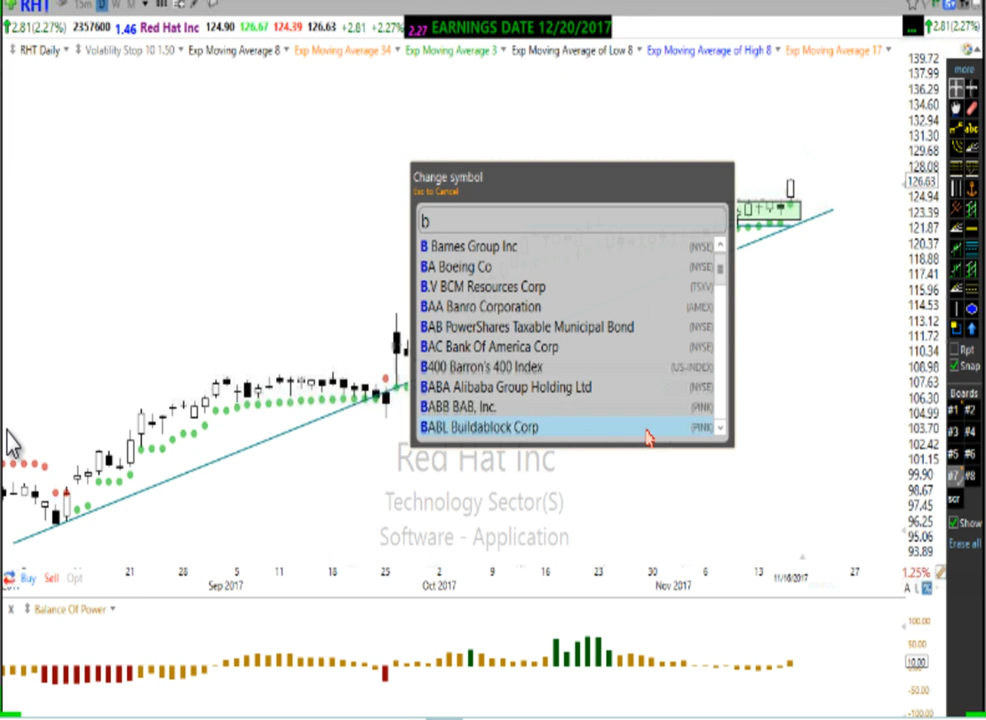 RHT 15m D W M
2.81(2.27%) 2357600 1.46 Red Hat Inc 124.90 126.67 124.39 126.63 +2.81 +2.27% 2.27 EARNINGS DATE 12/20/2017 ... 2.81(2.27%)
RHT Daily Volatility Stop 10 1.50 Exp Moving Average 8 Exp Moving Average 34 Exp Moving Average 3 Exp Moving Average of Low 8 Exp Moving Average of High 8 Exp Moving Average 17
139.72
137.99
136.29
134.60
132.94
131.30
129.68
128.08
126.63
124.94
123.39
121.87
120.37
118.88
117.41
115.96
114.53
113.12
111.72
110.34
108.98
107.63
106.30
104.99
103.70
102.42
101.15
99.90
98.67
97.45
96.25
95.06
93.89
more
abc
Rpt
Snap
Boards
#1 #2
#3 #4
#5 #6
#7 #8
scr
Show
Erase all
Change symbol
Esc to Cancel
b
B Barnes Group Inc (NYSE)
BA Boeing Co (NYSE)
B.V BCM Resources Corp (TSXV)
BAA Banro Corporation (AMEX)
BAB PowerShares Taxable Municipal Bond (NYSE)
BAC Bank Of America Corp (NYSE)
B400 Barron's 400 Index (US-INDEX)
BABA Alibaba Group Holding Ltd (NYSE)
BABB BAB, Inc. (PINK)
BABL Buildablock Corp (PINK)
Red Hat Inc
Technology Sector(S)
Software - Application
Buy Sell Opt
21 28 5 11 18 25 2 9 16 23 30 6 13 11/16/2017 27
Sep 2017 Oct 2017 Nov 2017
1.25%
A L %
X Balance Of Power
100.00
50.00
10.00
-50.00
-100.00